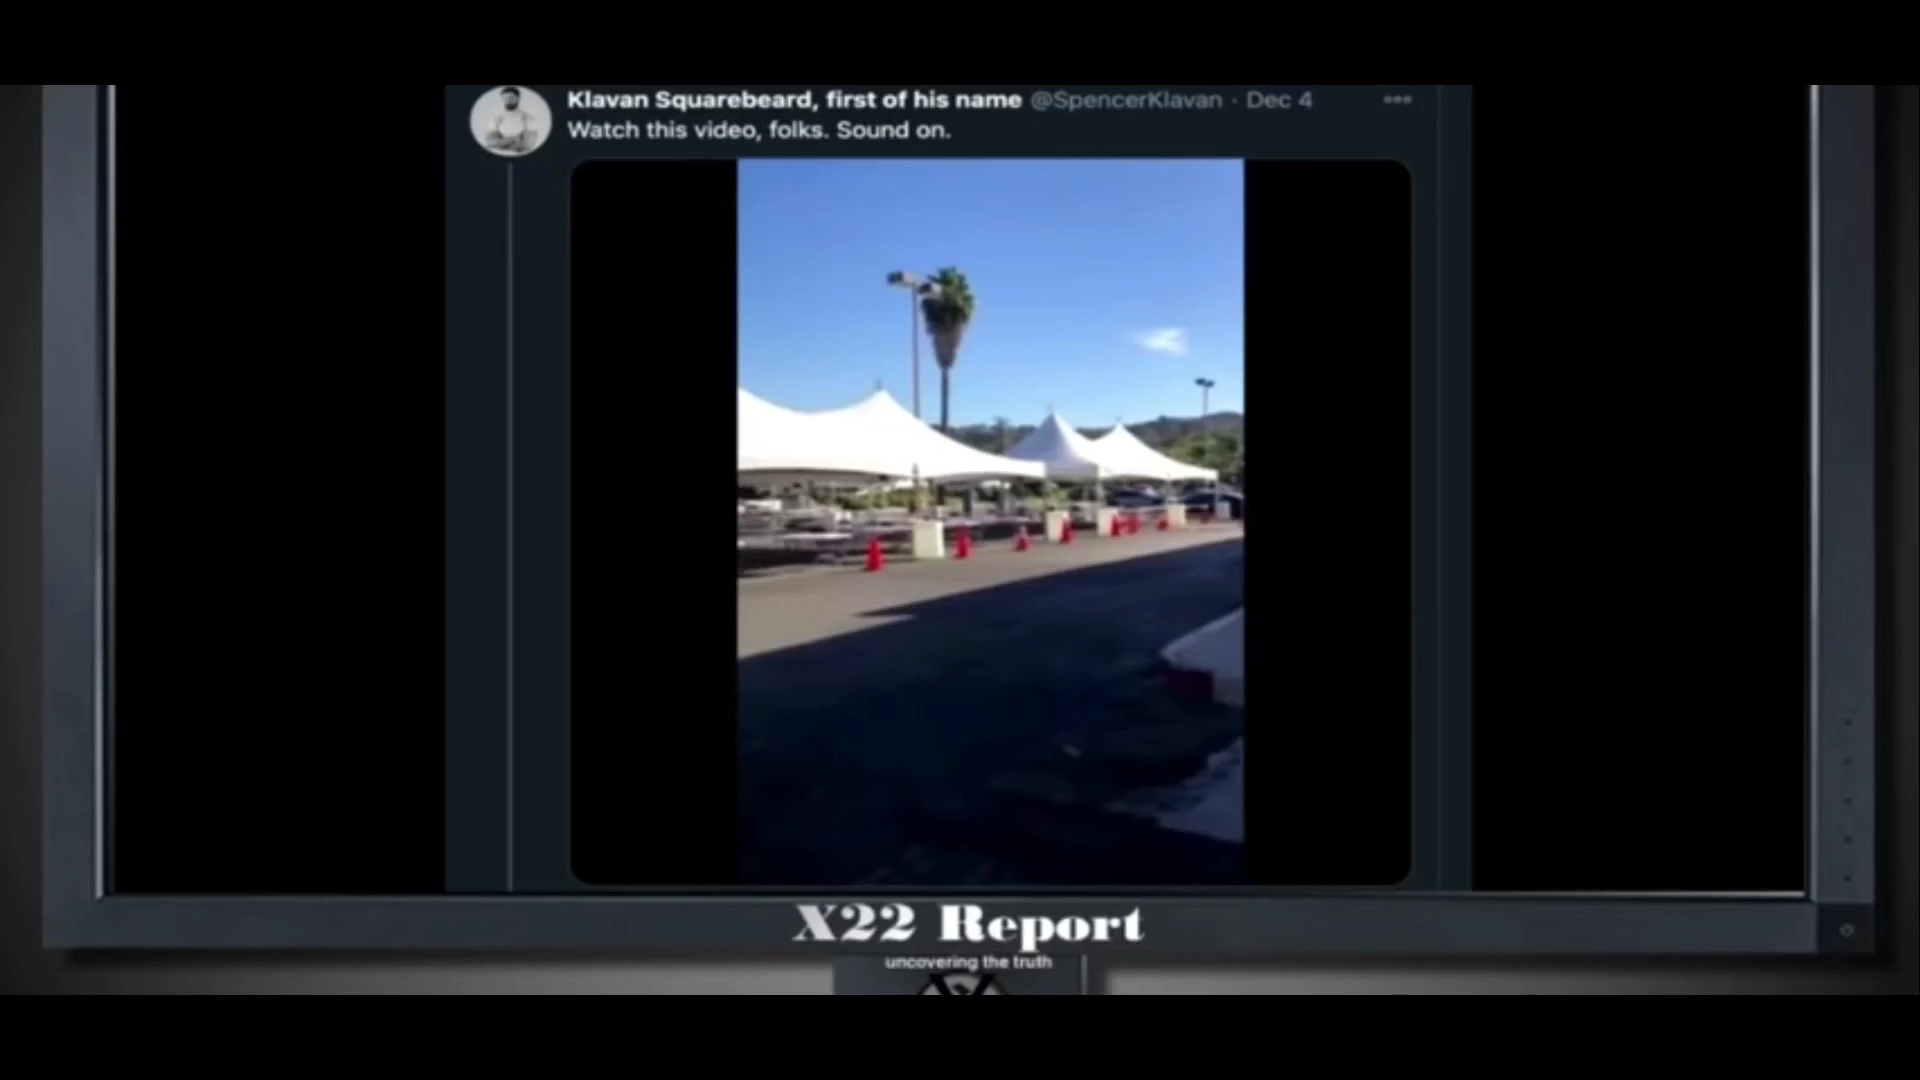 Klavan Squarebeard, first of his name @SpencerKlavan · Dec 4
Watch this video, folks. Sound on.
X22 Report
uncovering the truth